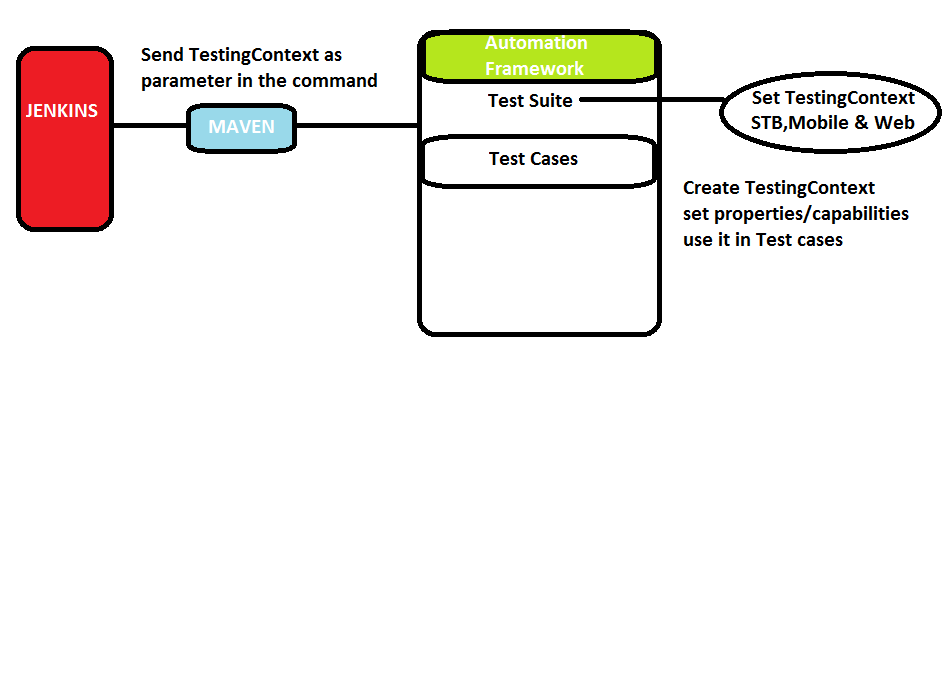 JENKINS
Send TestingContext as
parameter in the command
MAVEN
Automation
Framework
Test Suite
Test Cases
Set TestingContext
STB,Mobile & Web
Create TestingContext
set properties/capabilities
use it in Test cases